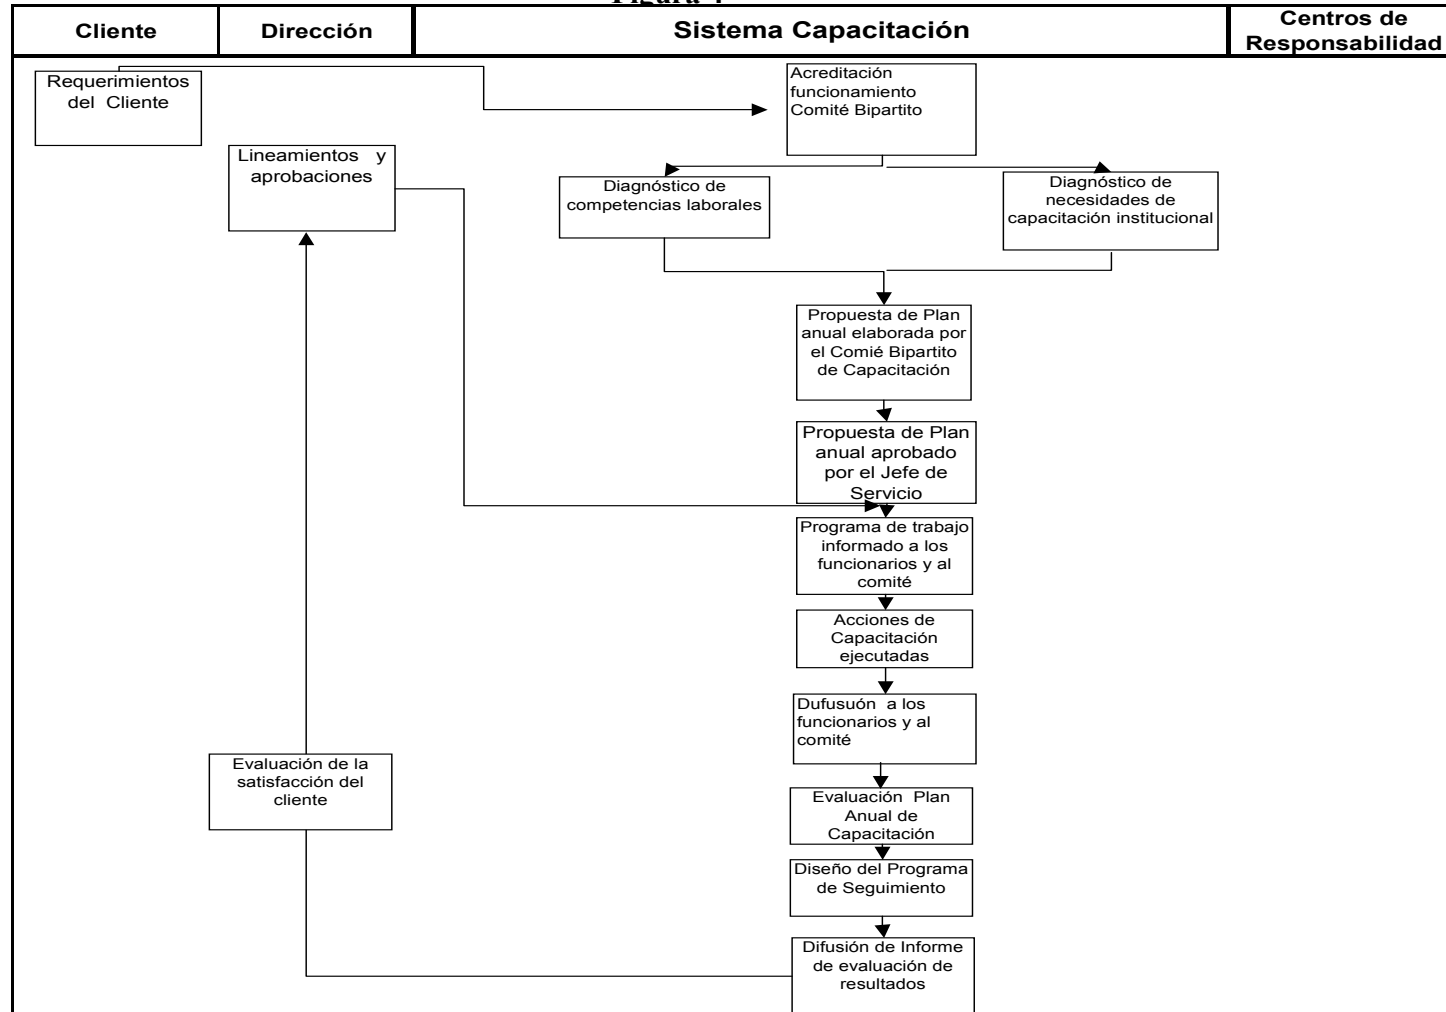 Figura 4
Cliente
Dirección
Sistema Capacitación
Centros de
Responsabilidad
Requerimientos
del Cliente
Acreditación
funcionamiento
Comité Bipartito
Lineamientos y
aprobaciones
Diagnóstico de
competencias laborales
Diagnóstico de
necesidades de
capacitación institucional
Propuesta de Plan
anual elaborada por
el Comié Bipartito
de Capacitación
Propuesta de Plan
anual aprobado
por el Jefe de
Servicio
Programa de trabajo
informado a los
funcionarios y al
comité
Acciones de
Capacitación
ejecutadas
Dufusuón a los
funcionarios y al
comité
Evaluación de la
satisfacción del
cliente
Evaluación Plan
Anual de
Capacitación
Diseño del Programa
de Seguimiento
Difusión de Informe
de evaluación de
resultados